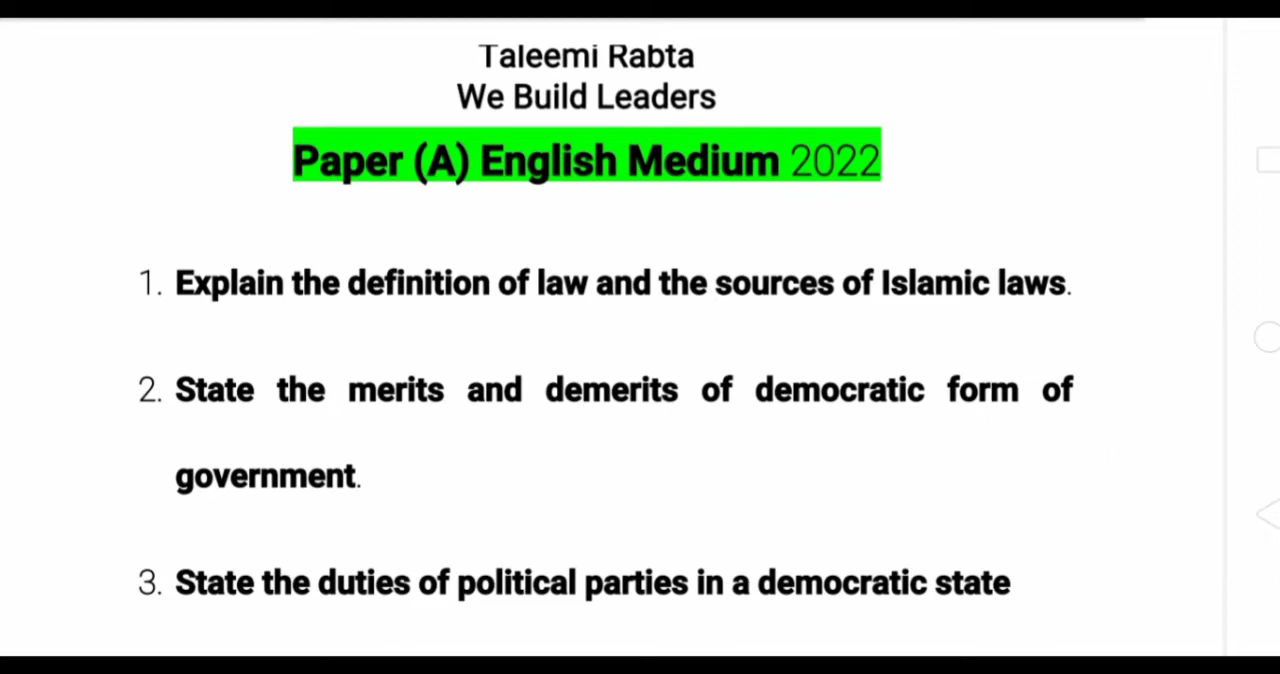 Taleemi Rabta
We Build Leaders
Paper (A) English Medium 2022
1. Explain the definition of law and the sources of Islamic laws.
2. State the merits and demerits of democratic form of
government.
3. State the duties of political parties in a democratic state